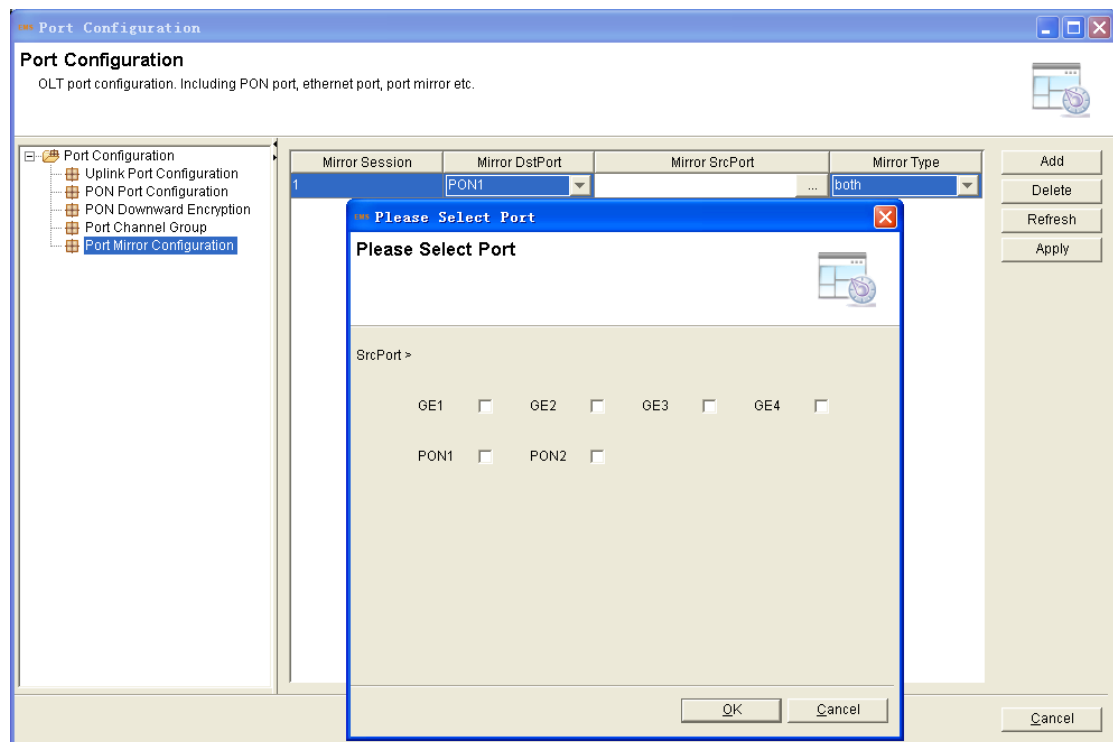 Port Configuration
Port Configuration
OLT port configuration. Including PON port, ethernet port, port mirror etc.
Port Configuration
Uplink Port Configuration
PON Port Configuration
PON Downward Encryption
Port Channel Group
Port Mirror Configuration
Mirror Session Mirror DstPort Mirror SrcPort Mirror Type
1 PON1 ... both
Add
Delete
Refresh
Apply
Please Select Port
Please Select Port
SrcPort >
GE1 GE2 GE3 GE4
PON1 PON2
OK Cancel
Cancel